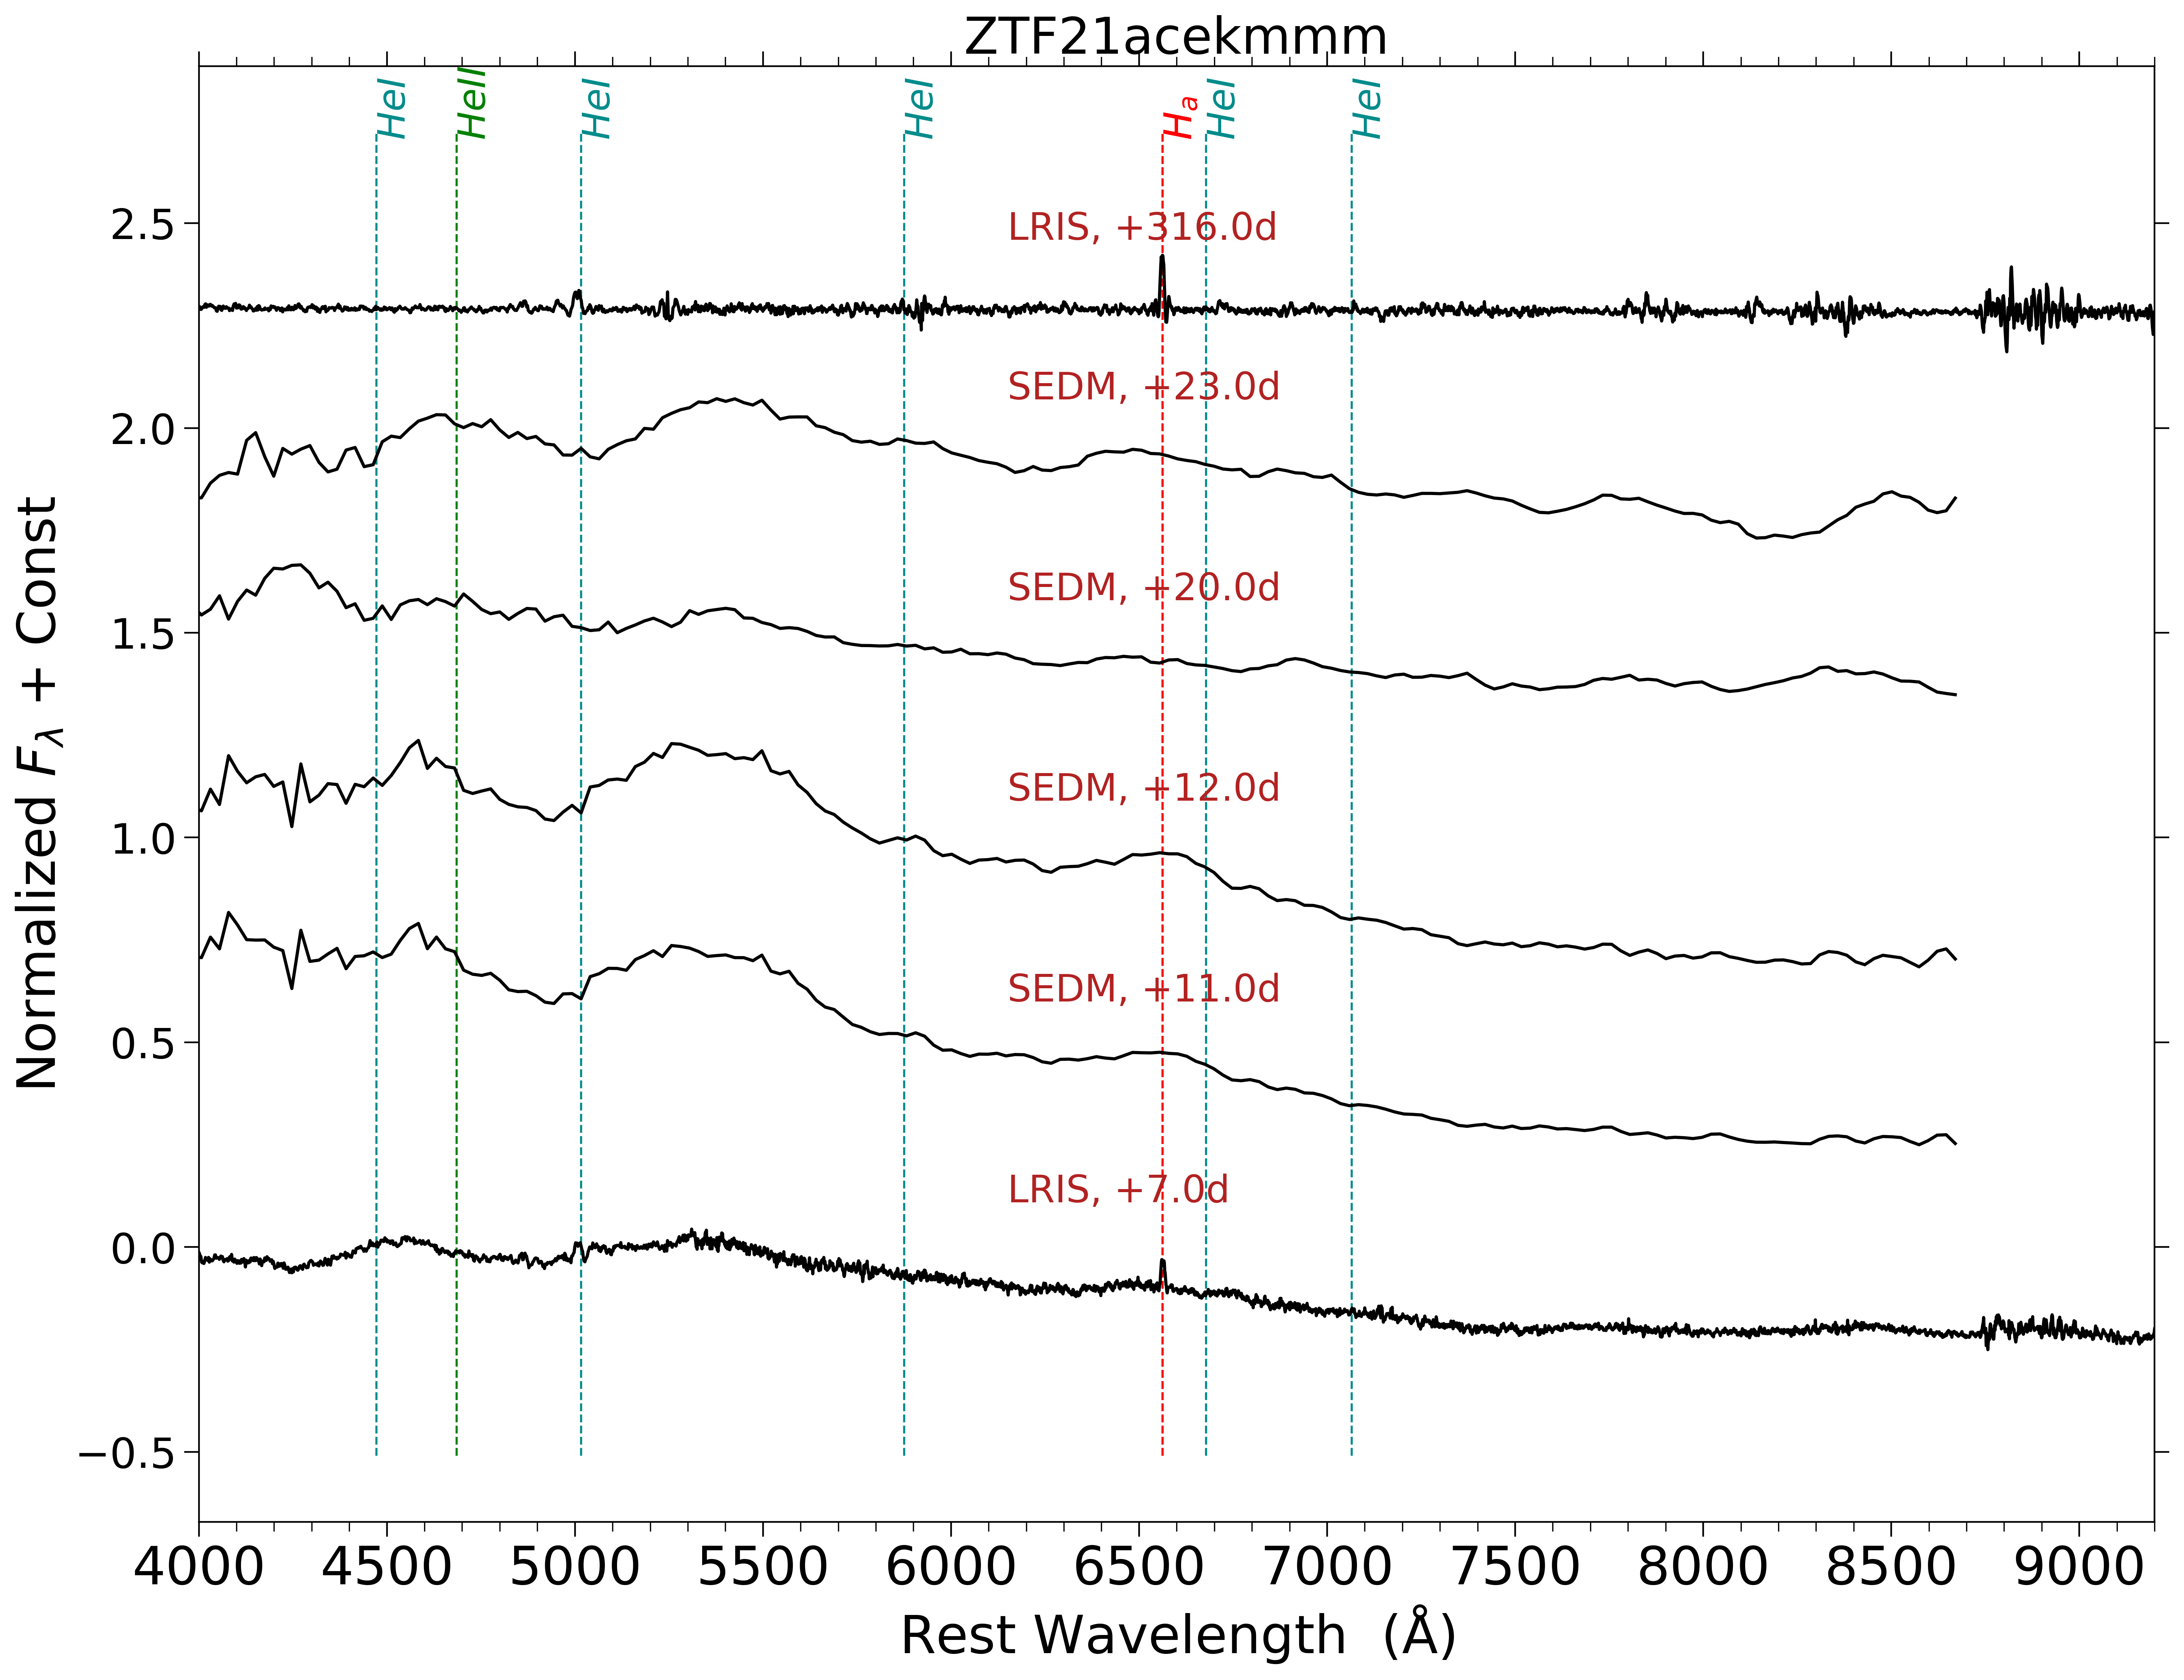 ZTF21acekmmm
HeI
HeII
HeI
HeI
Hₐ
HeI
HeI
LRIS, +316.0d
SEDM, +23.0d
SEDM, +20.0d
SEDM, +12.0d
SEDM, +11.0d
LRIS, +7.0d
2.5
2.0
1.5
1.0
0.5
0.0
−0.5
Normalized Fλ + Const
4000 4500 5000 5500 6000 6500 7000 7500 8000 8500 9000
Rest Wavelength (Å)